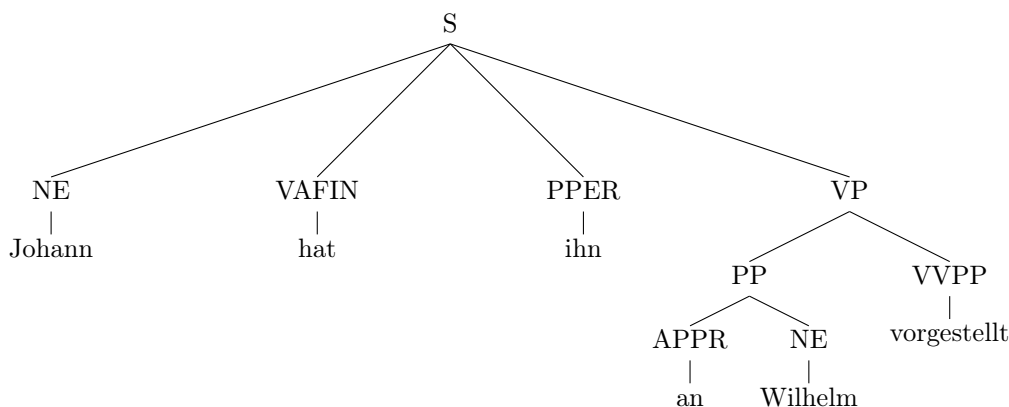 S
NE VAFIN PPER VP
Johann hat ihn
PP VVPP
vorgestellt
APPR NE
an Wilhelm